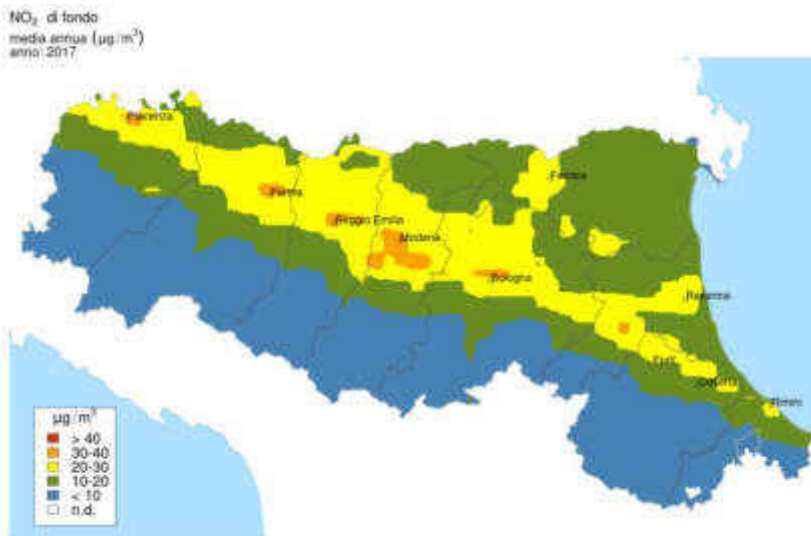 NO₂ di fondo
media annua (µg/m³)
anno: 2017
Piacenza
Ferrara
Parma
Reggio Emilia
Modena
Bologna
Ravenna
Forlì
Cesena
Rimini
µg/m³
> 40
30-40
20-30
10-20
< 10
n.d.